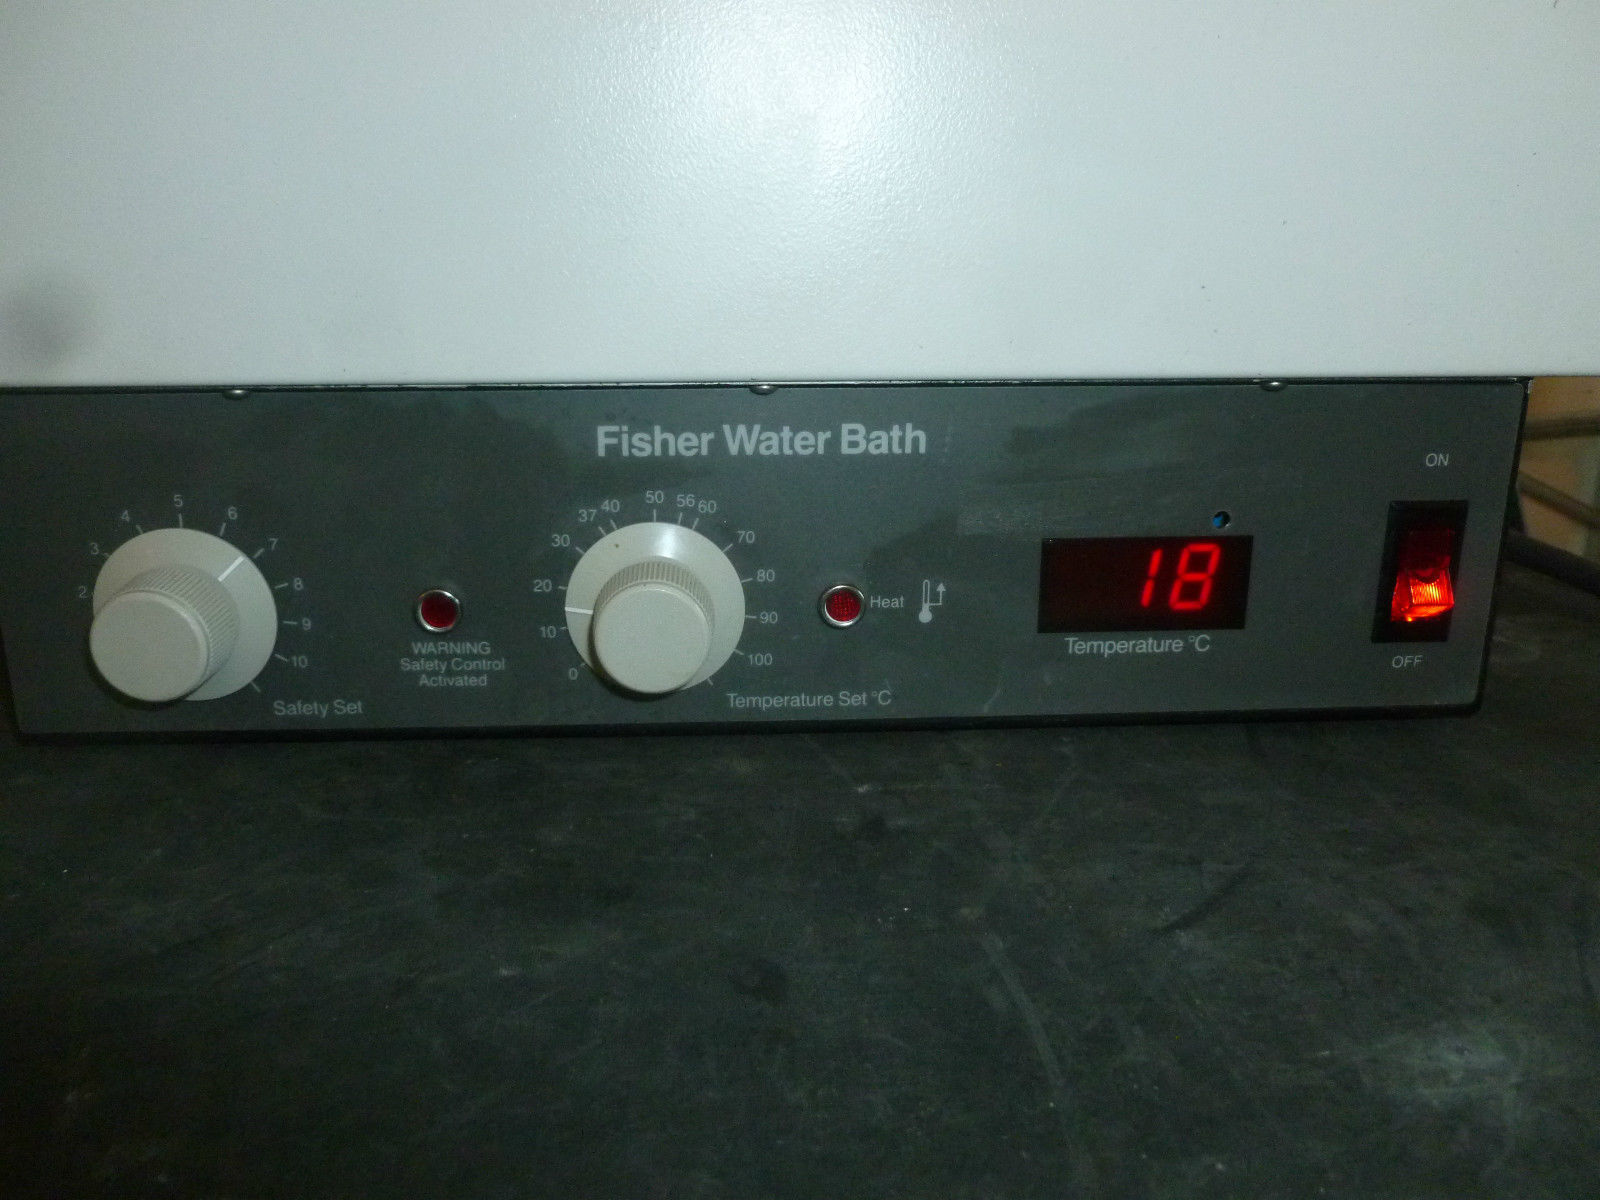 Fisher Water Bath
2
3
4
5
6
7
8
9
10
Safety Set
WARNING
Safety Control
Activated
0
10
20
30
37
40
50
56
60
70
80
90
100
Temperature Set °C
Heat
18
Temperature °C
ON
OFF